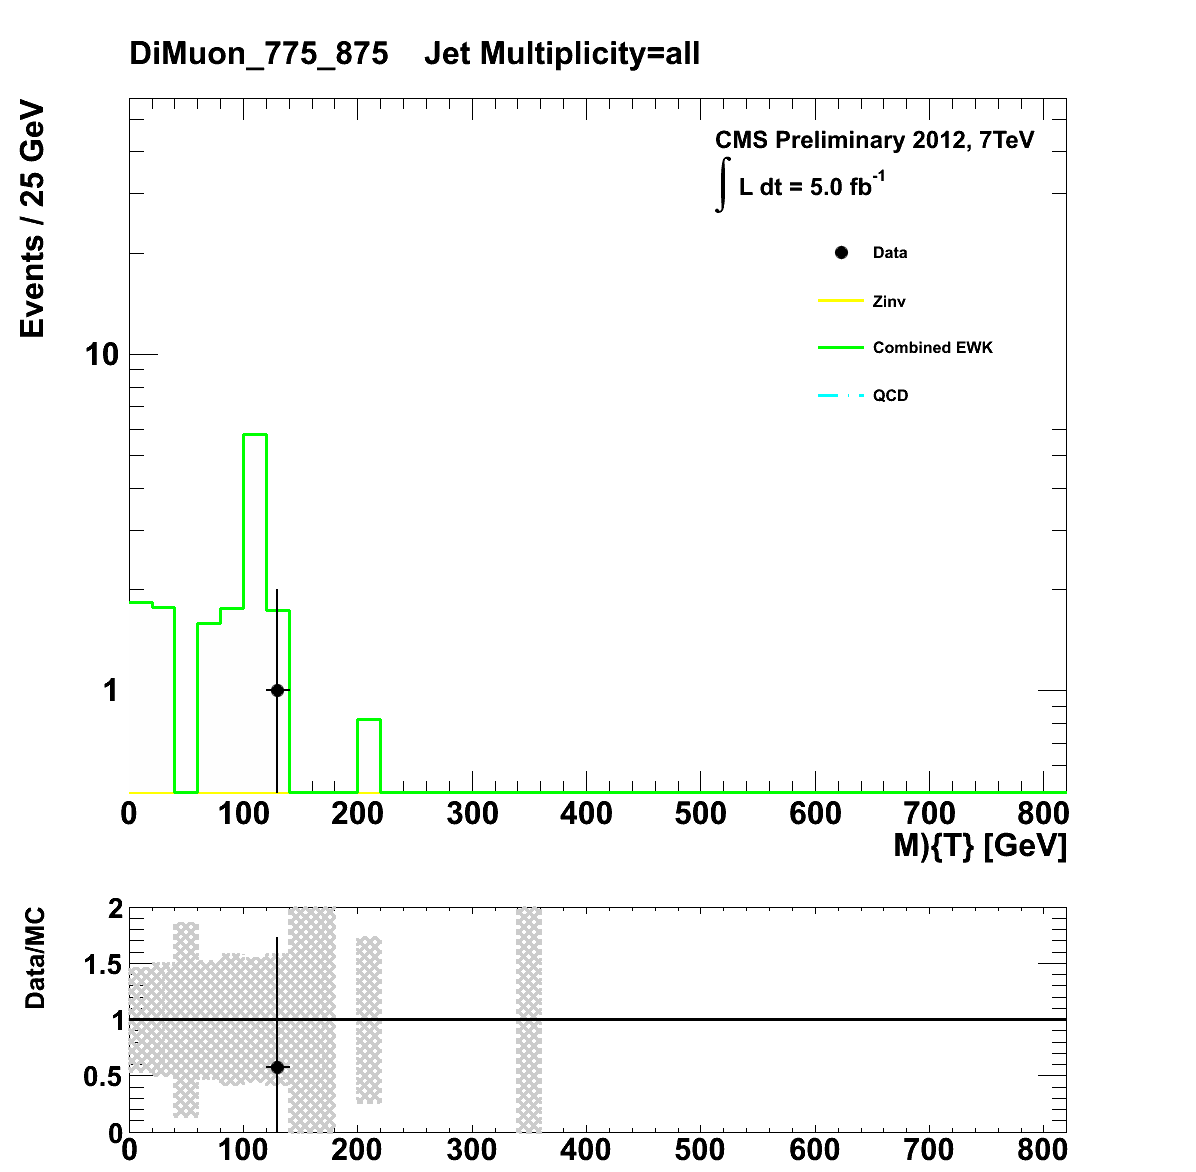 DiMuon_775_875 Jet Multiplicity=all
Events / 25 GeV
CMS Preliminary 2012, 7TeV
∫ L dt = 5.0 fb-1
Data
Zinv
Combined EWK
QCD
10
1
0 100 200 300 400 500 600 700 800
M){T} [GeV]
Data/MC
2
1.5
1
0.5
0
0 100 200 300 400 500 600 700 800